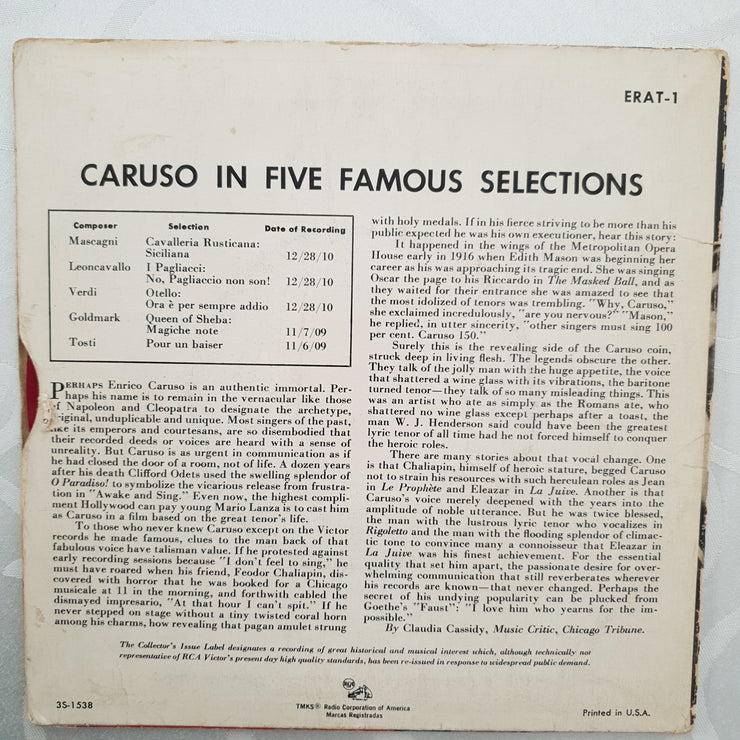 ERAT-1
CARUSO IN FIVE FAMOUS SELECTIONS
Composer Selection Date of Recording
Mascagni Cavalleria Rusticana:
Siciliana 12/28/10
Leoncavallo I Pagliacci:
No, Pagliaccio non son! 12/28/10
Verdi Otello:
Ora è per sempre addio 12/28/10
Goldmark Queen of Sheba:
Magiche note 11/7/09
Tosti Pour un baiser 11/6/09
PERHAPS Enrico Caruso is an authentic immortal. Per-
haps his name is to remain in the vernacular like those
of Napoleon and Cleopatra to designate the archetype,
original, unduplicable and unique. Most singers of the past,
like its emperors and courtesans, are so disembodied that
their recorded deeds or voices are heard with a sense of
unreality. But Caruso is as urgent in communication as if
he had closed the door of a room, not of life. A dozen years
after his death Clifford Odets used the swelling splendor of
O Paradiso! to symbolize the vicarious release from frustra-
tion in "Awake and Sing." Even now, the highest compli-
ment Hollywood can pay young Mario Lanza is to cast him
as Caruso in a film based on the great tenor's life.
To those who never knew Caruso except on the Victor
records he made famous, clues to the man back of that
fabulous voice have talisman value. If he protested against
early recording sessions because "I don't feel to sing," he
must have roared when his friend, Feodor Chaliapin, dis-
covered with horror that he was booked for a Chicago
musicale at 11 in the morning, and forthwith cabled the
dismayed impresario, "At that hour I can't spit." If he
never stepped on stage without a tiny twisted coral horn
among his charms, how revealing that pagan amulet strung
with holy medals. If in his fierce striving to be more than his
public expected he was his own executioner, hear this story:
It happened in the wings of the Metropolitan Opera
House early in 1916 when Edith Mason was beginning her
career as his was approaching its tragic end. She was singing
Oscar the page to his Riccardo in The Masked Ball, and as
they waited for their entrance she was amazed to see that
the most idolized of tenors was trembling. "Why, Caruso,"
she exclaimed incredulously, "are you nervous?" "Mason,"
he replied, in utter sincerity, "other singers must sing 100
per cent. Caruso 150."
Surely this is the revealing side of the Caruso coin,
struck deep in living flesh. The legends obscure the other.
They talk of the jolly man with the huge appetite, the voice
that shattered a wine glass with its vibrations, the baritone
turned tenor—they talk of so many misleading things. This
was an artist who ate as simply as the Romans ate, who
shattered no wine glass except perhaps after a toast, the
man W. J. Henderson said could have been the greatest
lyric tenor of all time had he not forced himself to conquer
the heroic roles.
There are many stories about that vocal change. One
is that Chaliapin, himself of heroic stature, begged Caruso
not to strain his resources with such herculean roles as Jean
in Le Prophète and Eleazar in La Juive. Another is that
Caruso's voice merely deepened with the years into the
amplitude of noble utterance. But he was twice blessed,
the man with the lustrous lyric tenor who vocalizes in
Rigoletto and the man with the flooding splendor of climac-
tic tone to convince many a connoisseur that Eleazar in
La Juive was his finest achievement. For the essential
quality that set him apart, the passionate desire for over-
whelming communication that still reverberates wherever
his records are known—that never changed. Perhaps the
secret of his undying popularity can be plucked from
Goethe's "Faust": "I love him who yearns for the im-
possible."
By Claudia Cassidy, Music Critic, Chicago Tribune.
The Collector's Issue Label designates a recording of great historical and musical interest which, although technically not
representative of RCA Victor's present day high quality standards, has been re-issued in response to widespread public demand.
RCA
3S-1538
TMKS® Radio Corporation of America
Marcas Registradas
Printed in U.S.A.